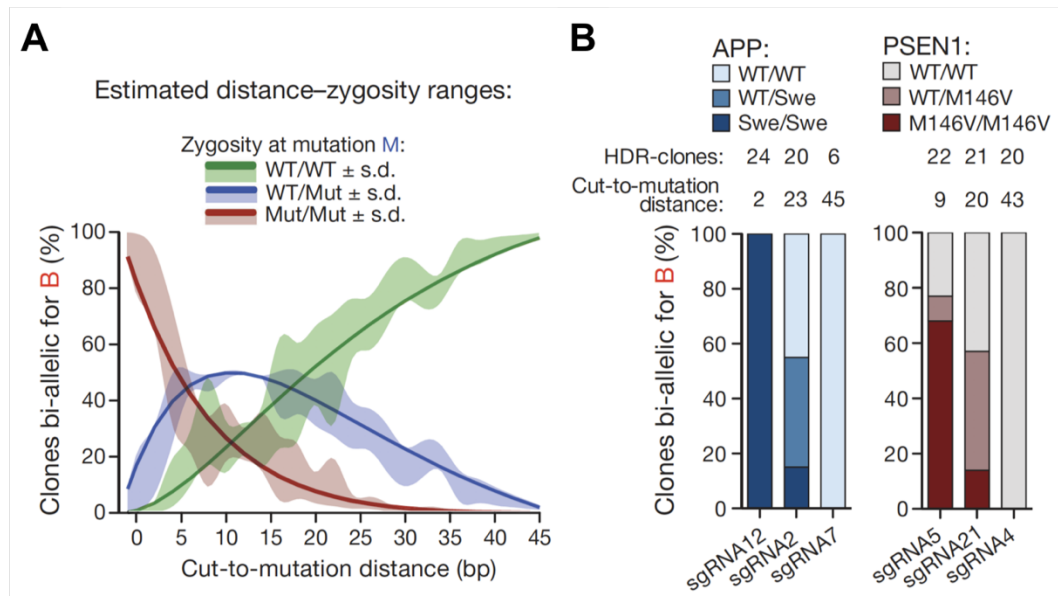 A
Estimated distance–zygosity ranges:
Zygosity at mutation M:
WT/WT ± s.d.
WT/Mut ± s.d.
Mut/Mut ± s.d.
Clones bi-allelic for B (%)
100
80
60
40
20
0
0 5 10 15 20 25 30 35 40 45
Cut-to-mutation distance (bp)
B
APP:
WT/WT
WT/Swe
Swe/Swe
PSEN1:
WT/WT
WT/M146V
M146V/M146V
HDR-clones: 24 20 6 22 21 20
Cut-to-mutation
distance: 2 23 45 9 20 43
Clones bi-allelic for B (%)
100
80
60
40
20
0
sgRNA12
sgRNA2
sgRNA7
100
80
60
40
20
0
sgRNA5
sgRNA21
sgRNA4